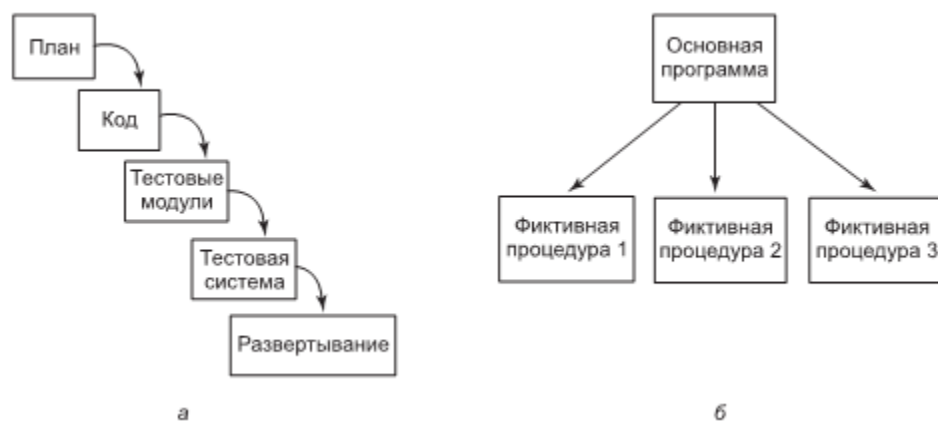 План
Код
Тестовые
модули
Тестовая
система
Развертывание
а
Основная
программа
Фиктивная
процедура 1
Фиктивная
процедура 2
Фиктивная
процедура 3
б